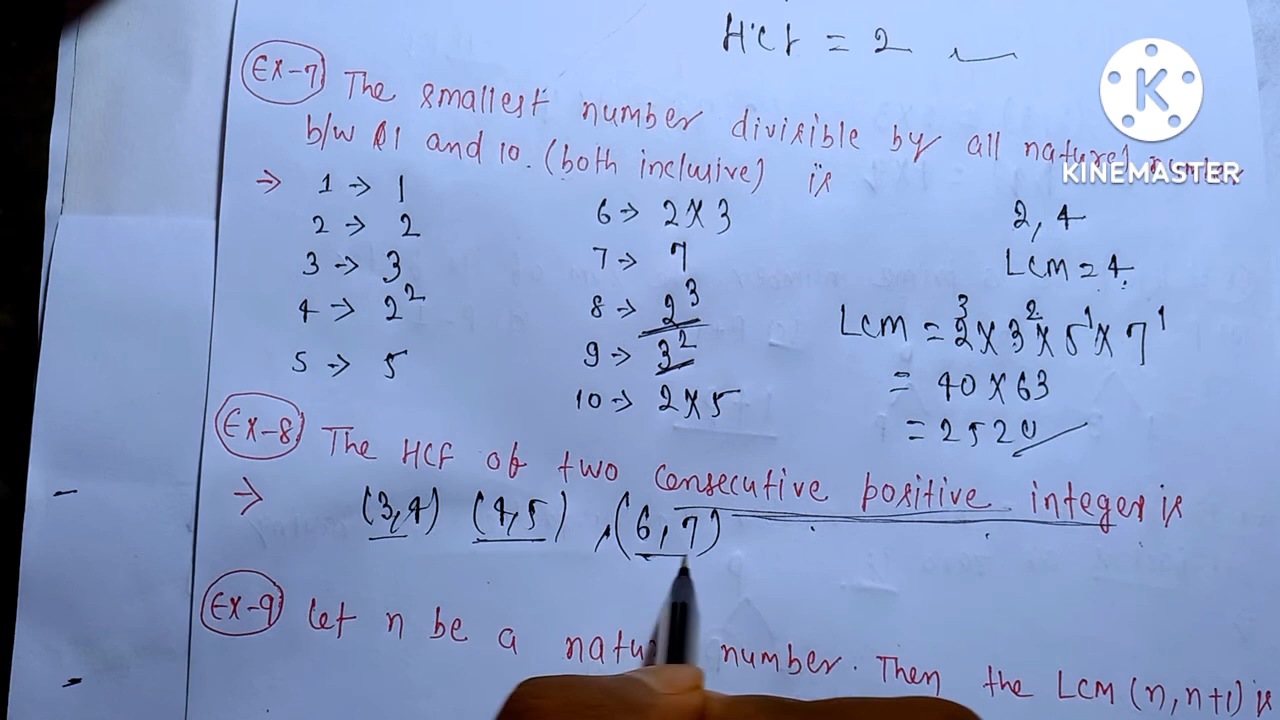 HCF = 2
Ex-7 The smallest number divisible by all natural number
b/w 1 and 10. (both inclusive) is
→ 1 → 1
2 → 2
3 → 3
4 → 2²
5 → 5
6 → 2×3
7 → 7
8 → 2³
9 → 3²
10 → 2×5
2, 4
LCM = 4
LCM = 2³ × 3² × 5¹ × 7¹
= 40 × 63
= 2520
Ex-8 The HCF of two consecutive positive integer is
→ (3,4) (4,5) , (6,7)
Ex-9 Let n be a number. Then the LCM (n, n+1) is
K
KINEMASTER